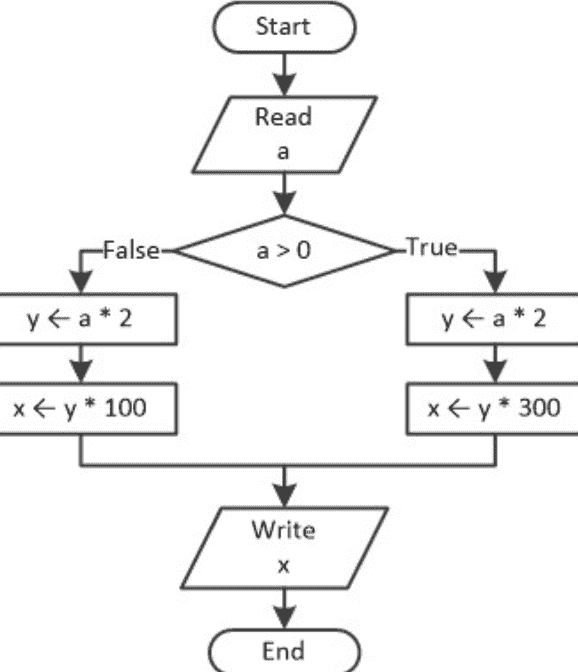 Start
Read
a
a > 0
False
True
y ← a * 2
y ← a * 2
x ← y * 100
x ← y * 300
Write
x
End